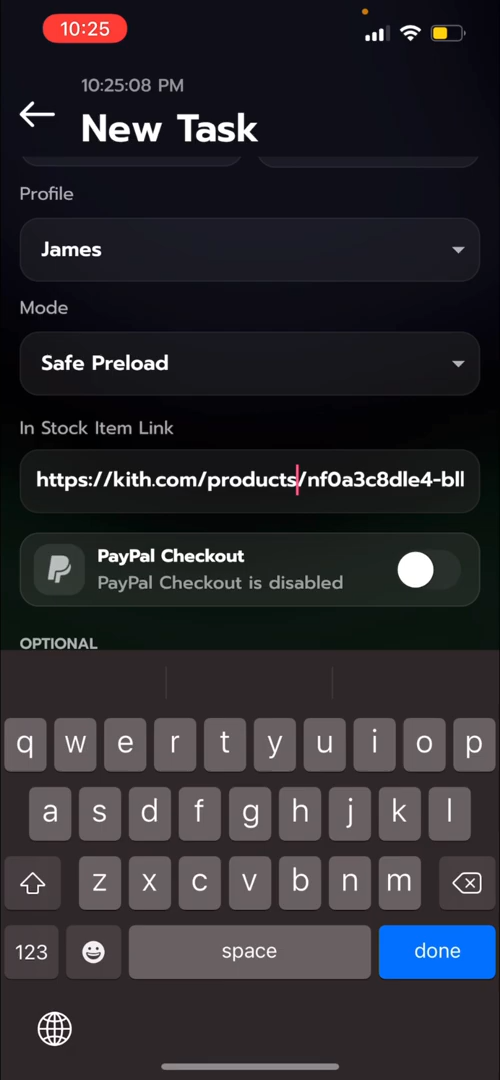 10:25
10:25:08 PM
New Task
Profile
James
Mode
Safe Preload
In Stock Item Link
https://kith.com/products/nf0a3c8dle4-bll
PayPal Checkout
PayPal Checkout is disabled
OPTIONAL
q w e r t y u i o p
a s d f g h j k l
z x c v b n m
123 space done